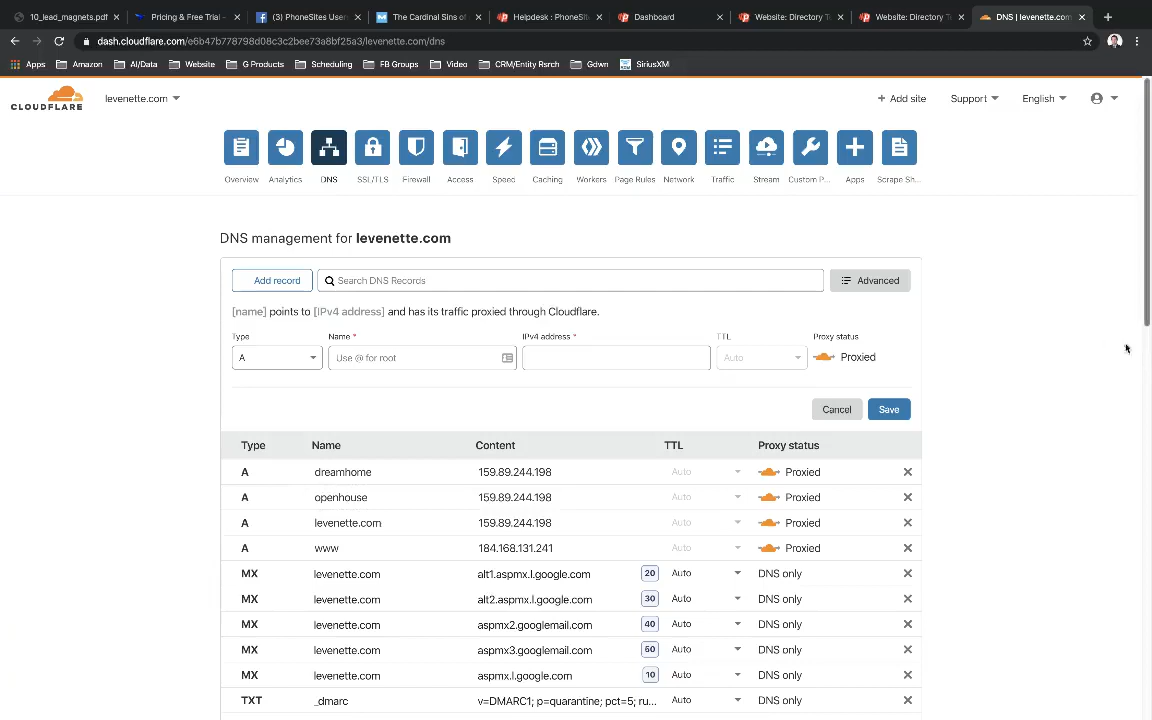 10_lead_magnets.pdf
Pricing & Free Trial -
(3) PhoneSites User
The Cardinal Sins of
Helpdesk : PhoneSi
Dashboard
Website: Directory T
Website: Directory T
DNS | levenette.com
dash.cloudflare.com/e6b47b778798d08c3c2bee73a8bf25a3/levenette.com/dns
Apps Amazon AI/Data Website G Products Scheduling FB Groups Video CRM/Entity Rsrch Gdwn SiriusXM
CLOUDFLARE levenette.com + Add site Support English
Overview Analytics DNS SSL/TLS Firewall Access Speed Caching Workers Page Rules Network Traffic Stream Custom P... Apps Scrape Sh...
DNS management for levenette.com
Add record Search DNS Records Advanced
[name] points to [IPv4 address] and has its traffic proxied through Cloudflare.
Type Name * IPv4 address * TTL Proxy status
A Use @ for root Auto Proxied
Cancel Save
Type Name Content TTL Proxy status
A dreamhome 159.89.244.198 Auto Proxied
A openhouse 159.89.244.198 Auto Proxied
A levenette.com 159.89.244.198 Auto Proxied
A www 184.168.131.241 Auto Proxied
MX levenette.com alt1.aspmx.l.google.com 20 Auto DNS only
MX levenette.com alt2.aspmx.l.google.com 30 Auto DNS only
MX levenette.com aspmx2.googlemail.com 40 Auto DNS only
MX levenette.com aspmx3.googlemail.com 50 Auto DNS only
MX levenette.com aspmx.l.google.com 10 Auto DNS only
TXT _dmarc v=DMARC1; p=quarantine; pct=5; ru... Auto DNS only